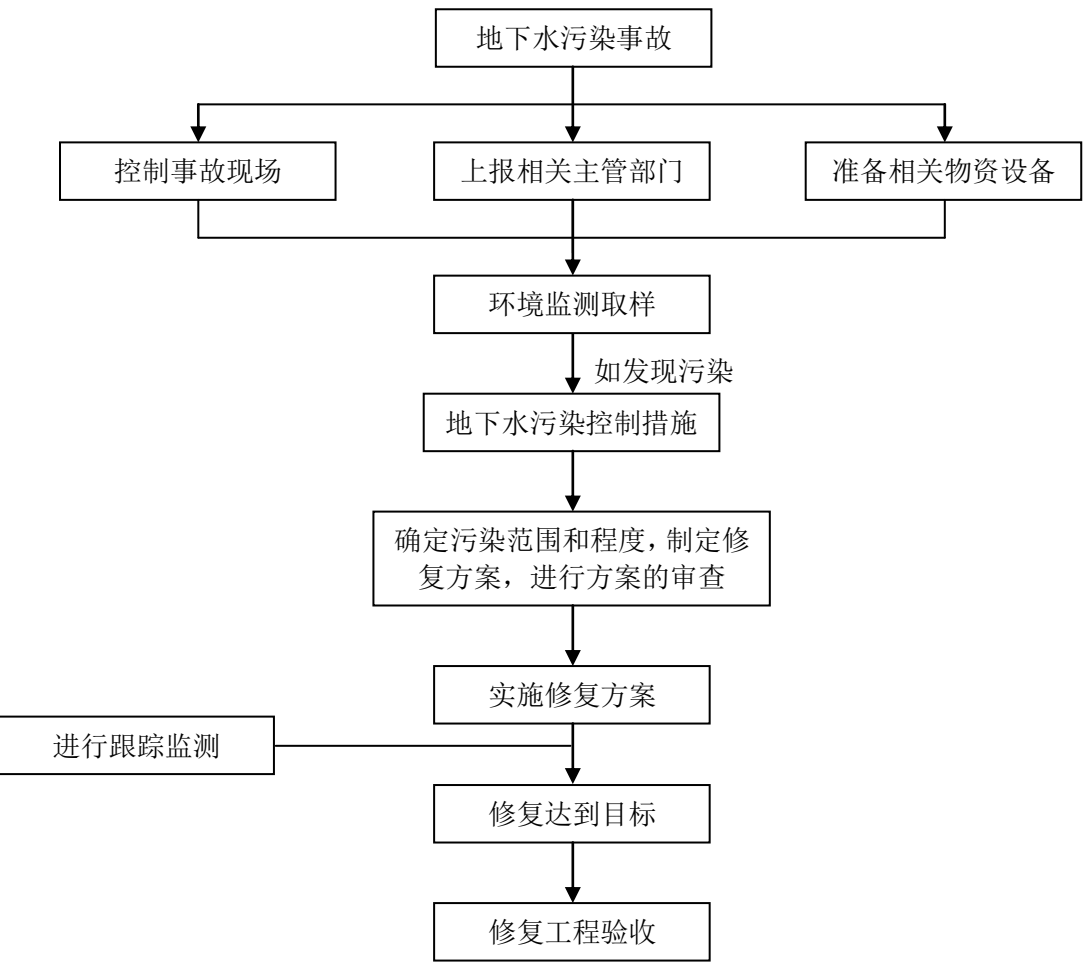 地下水污染事故
控制事故现场
上报相关主管部门
准备相关物资设备
环境监测取样
如发现污染
地下水污染控制措施
确定污染范围和程度，制定修
复方案，进行方案的审查
实施修复方案
进行跟踪监测
修复达到目标
修复工程验收